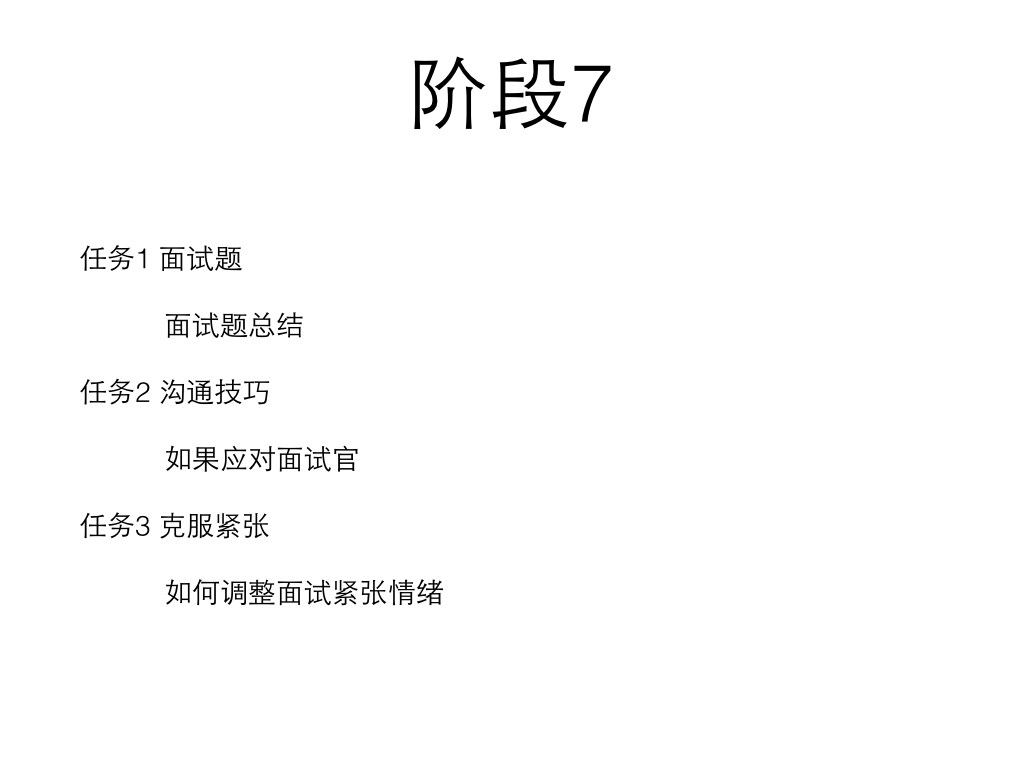 阶段7
任务1 面试题
面试题总结
任务2 沟通技巧
如果应对面试官
任务3 克服紧张
如何调整面试紧张情绪